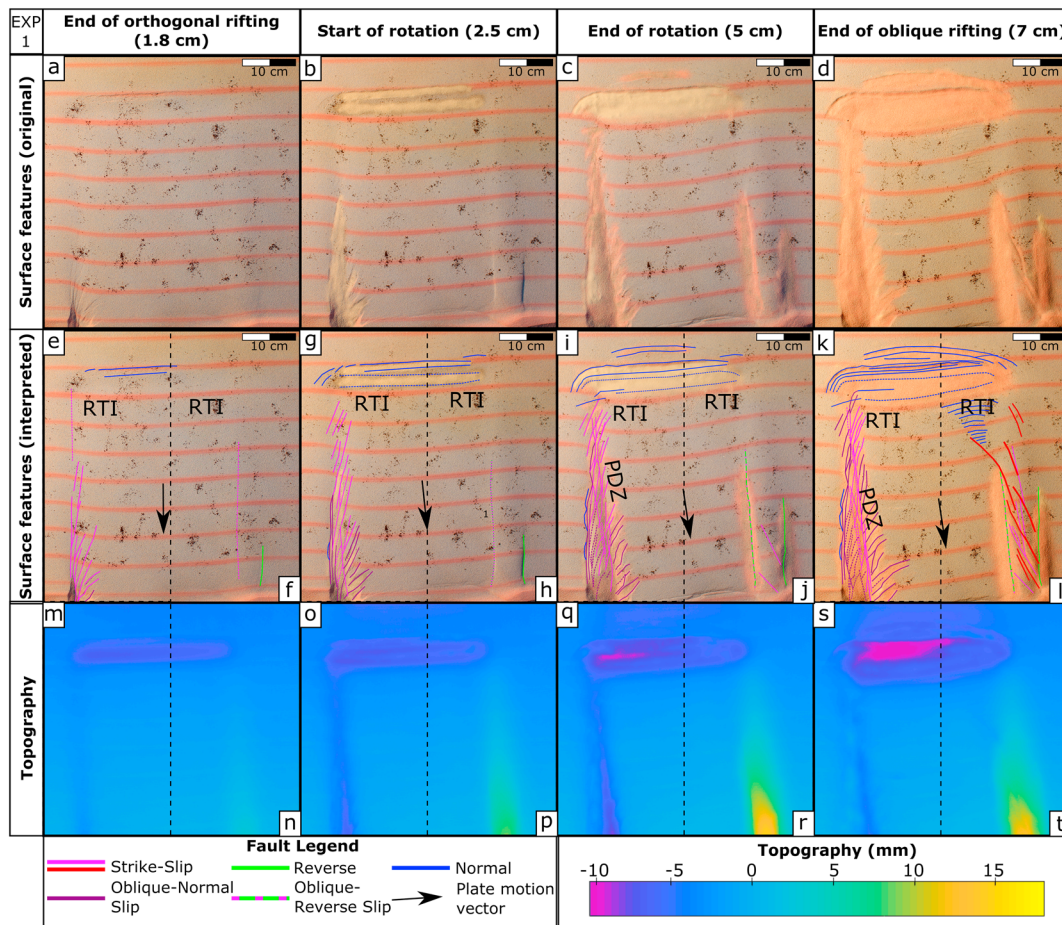 EXP
1
End of orthogonal rifting
(1.8 cm)
Start of rotation (2.5 cm)
End of rotation (5 cm)
End of oblique rifting (7 cm)
Surface features (original)
a
10 cm
b
10 cm
c
10 cm
d
10 cm
Surface features (interpreted)
e
10 cm
RTI
RTI
f
g
10 cm
RTI
RTI
1
h
i
10 cm
RTI
RTI
PDZ
j
k
10 cm
RTI
RTI
PDZ
l
Topography
m
n
o
p
q
r
s
t
Fault Legend
Strike-Slip
Reverse
Normal
Oblique-Normal
Slip
Oblique-
Reverse Slip
Plate motion
vector
Topography (mm)
-10
-5
0
5
10
15